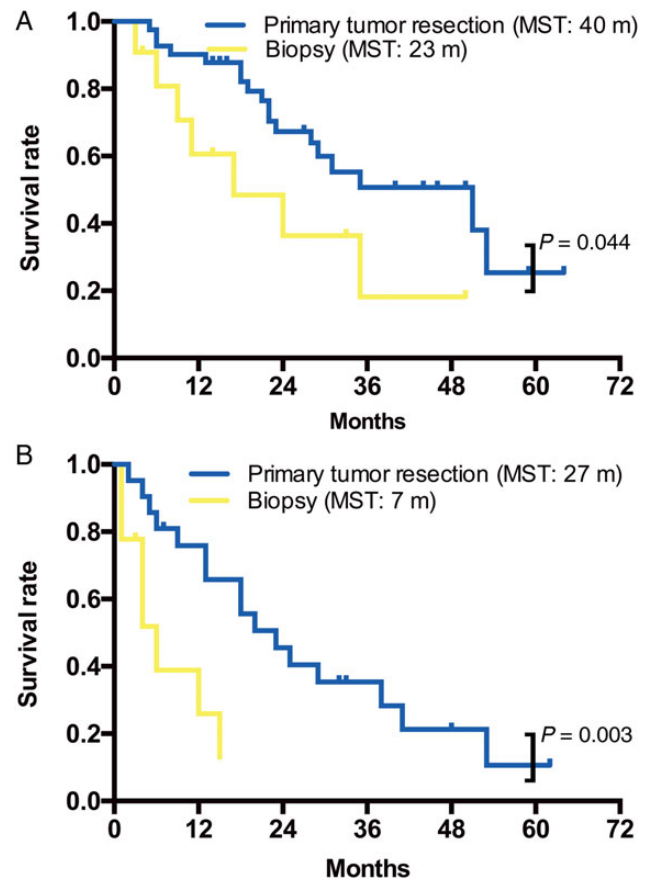 A
Primary tumor resection (MST: 40 m)
Biopsy (MST: 23 m)
1.0
0.8
0.6
0.4
0.2
0.0
Survival rate
P = 0.044
0 12 24 36 48 60 72
Months
B
Primary tumor resection (MST: 27 m)
Biopsy (MST: 7 m)
1.0
0.8
0.6
0.4
0.2
0.0
Survival rate
P = 0.003
0 12 24 36 48 60 72
Months